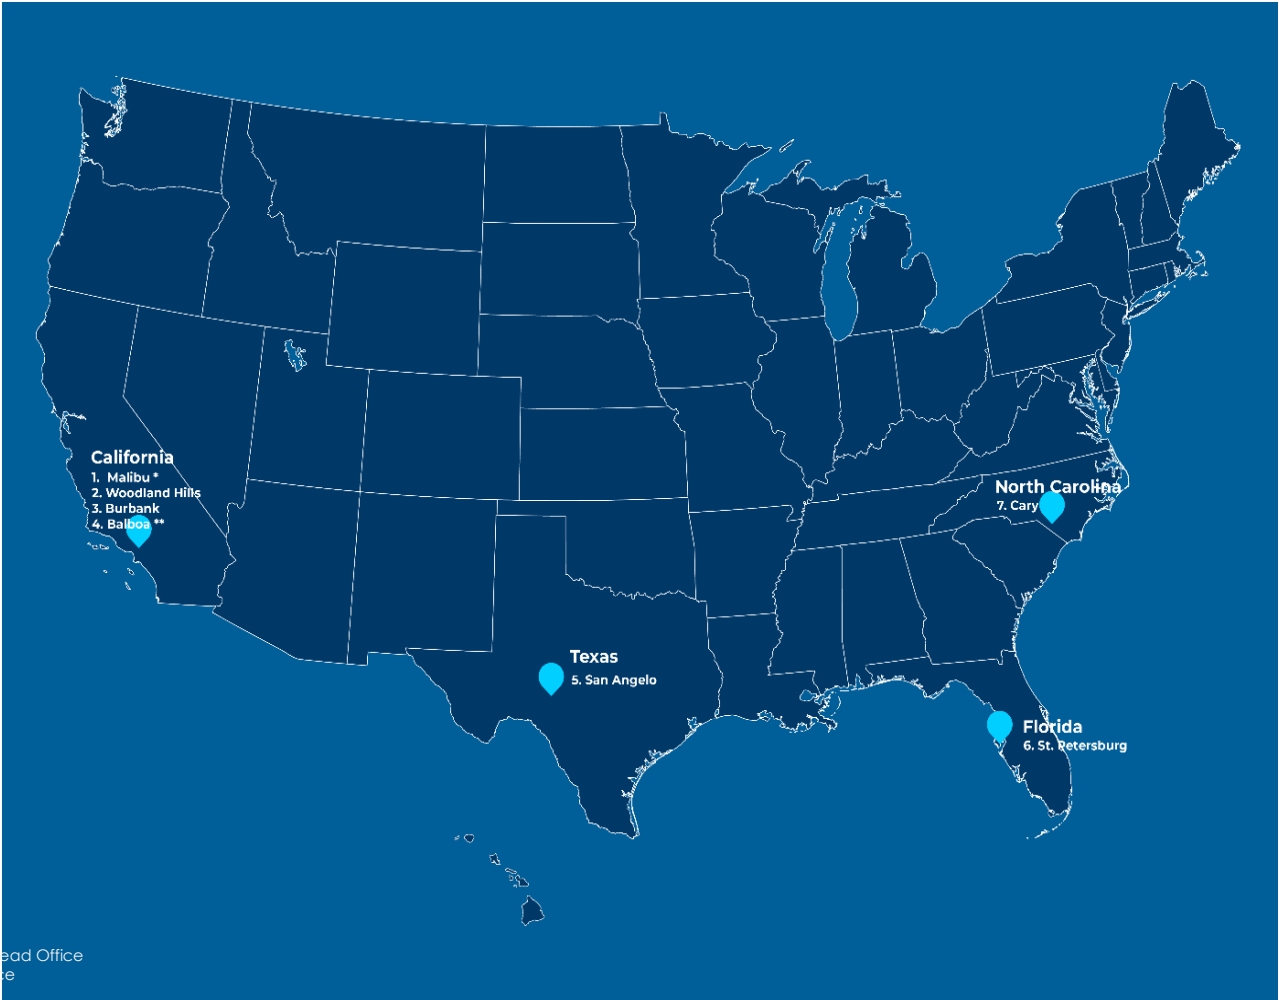 California
1. Malibu *
2. Woodland Hills
3. Burbank
4. Balboa **
North Carolina
7. Cary
Texas
5. San Angelo
Florida
6. St. Petersburg
ead Office
ce